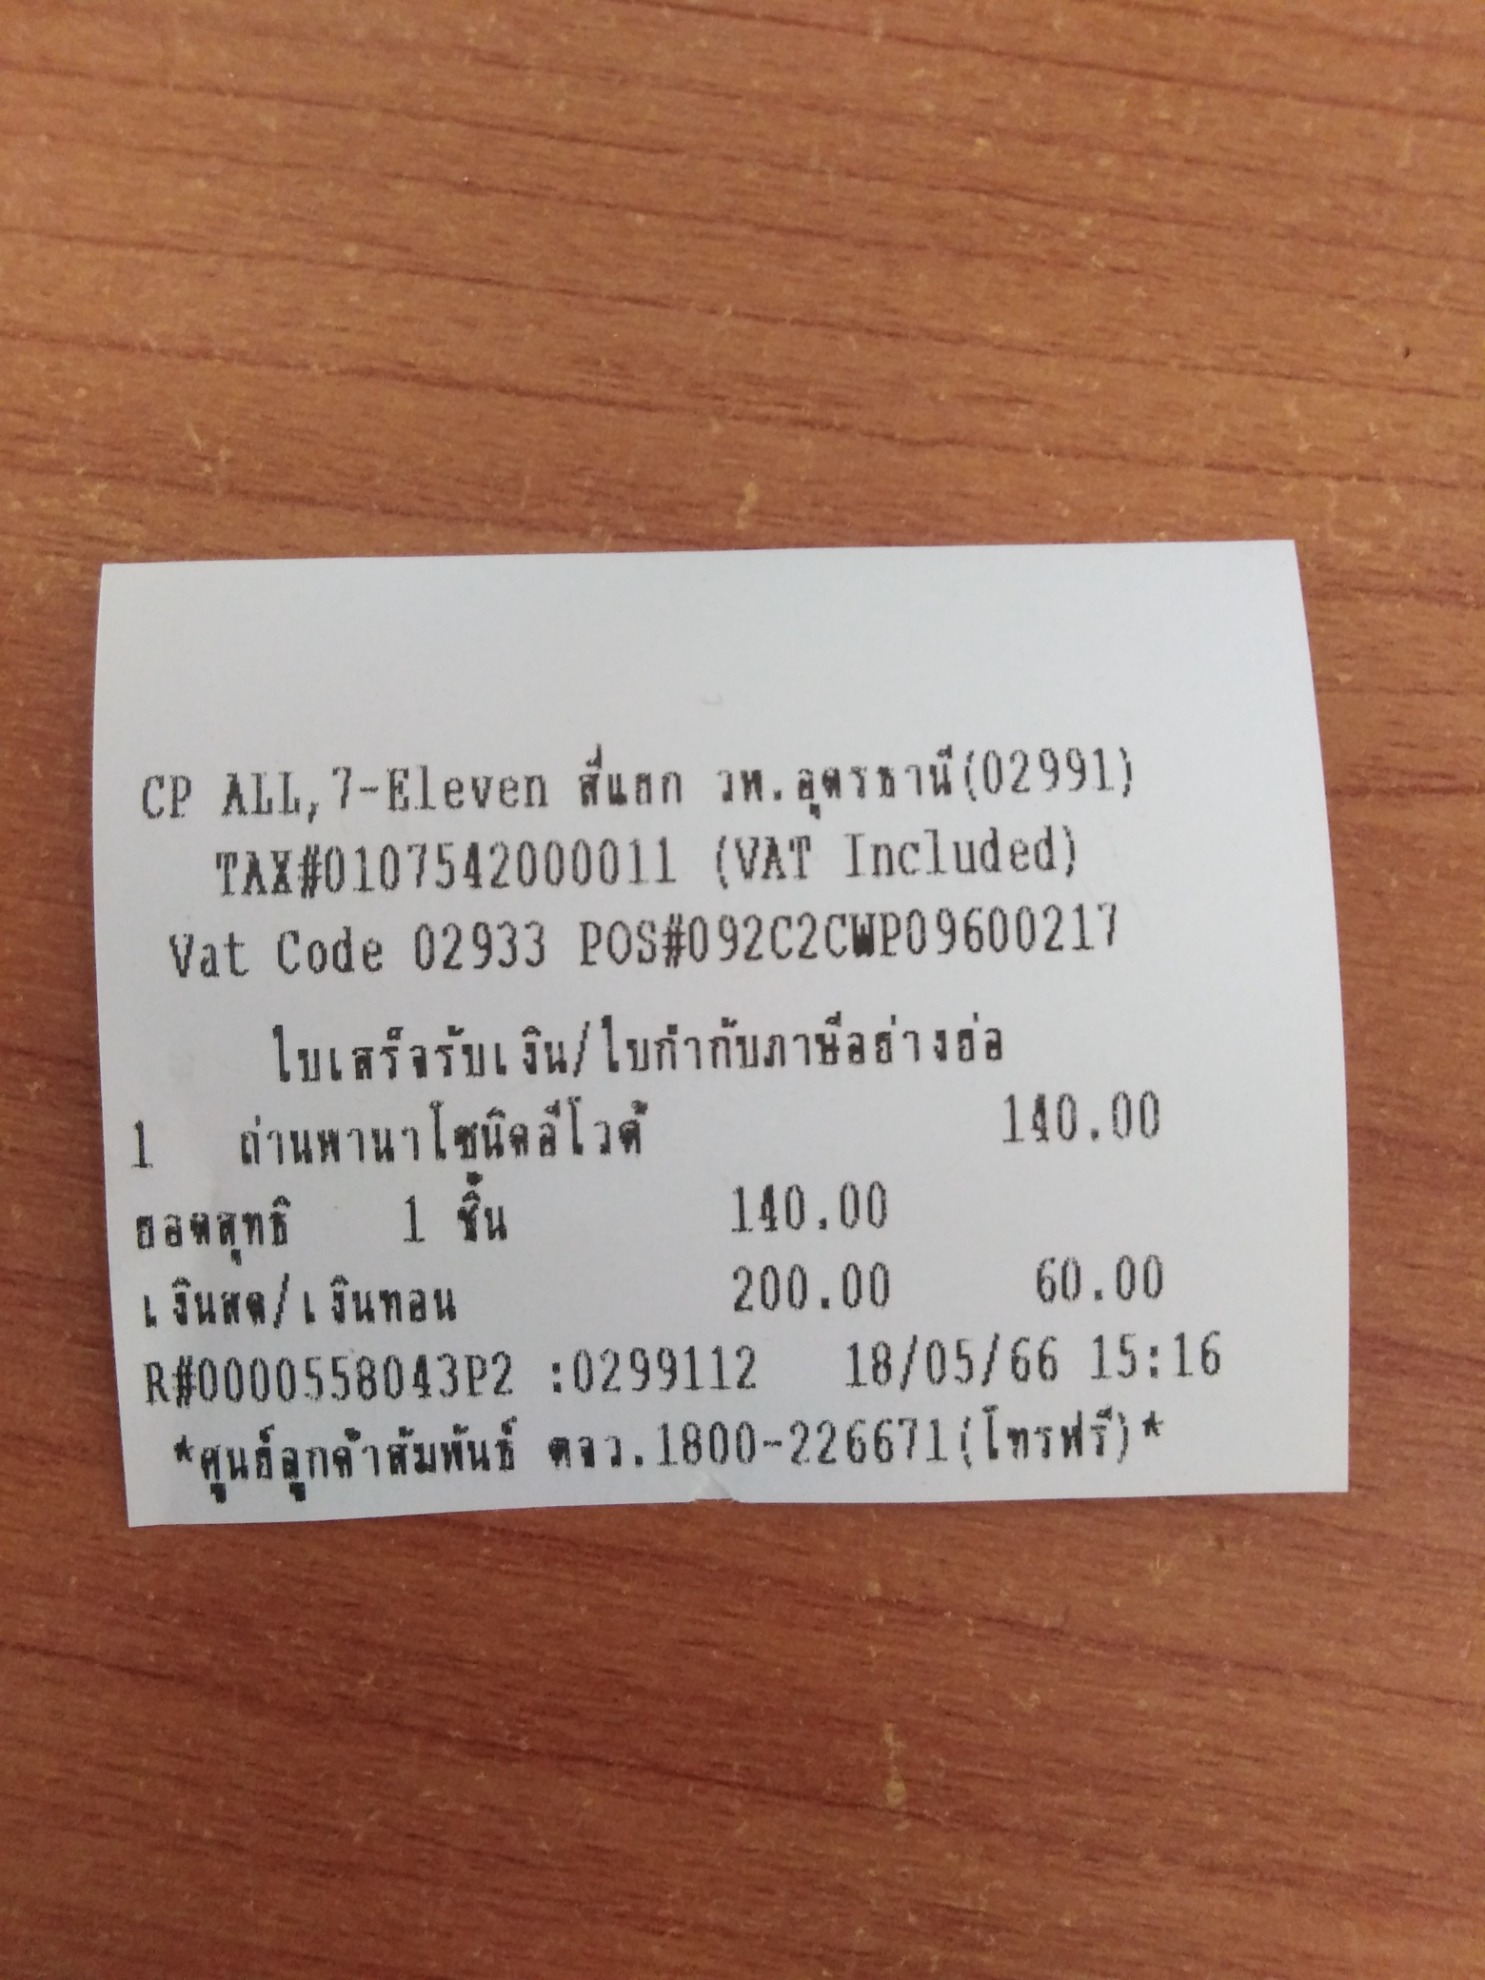 CP ALL,7-Eleven สี่แยก วพ.อุดรธานี(02991)
TAX#0107542000011 (VAT Included)
Vat Code 02933 POS#092C2CWP09600217
ใบเสร็จรับเงิน/ใบกำกับภาษีอย่างย่อ
1 ถ่านพานาโซนิคอีโวต้ 140.00
ยอดสุทธิ 1 ชิ้น 140.00
เงินสด/เงินทอน 200.00 60.00
R#0000558043P2 :0299112 18/05/66 15:16
*ศูนย์ลูกค้าสัมพันธ์ ตจว.1800-226671(โทรฟรี)*